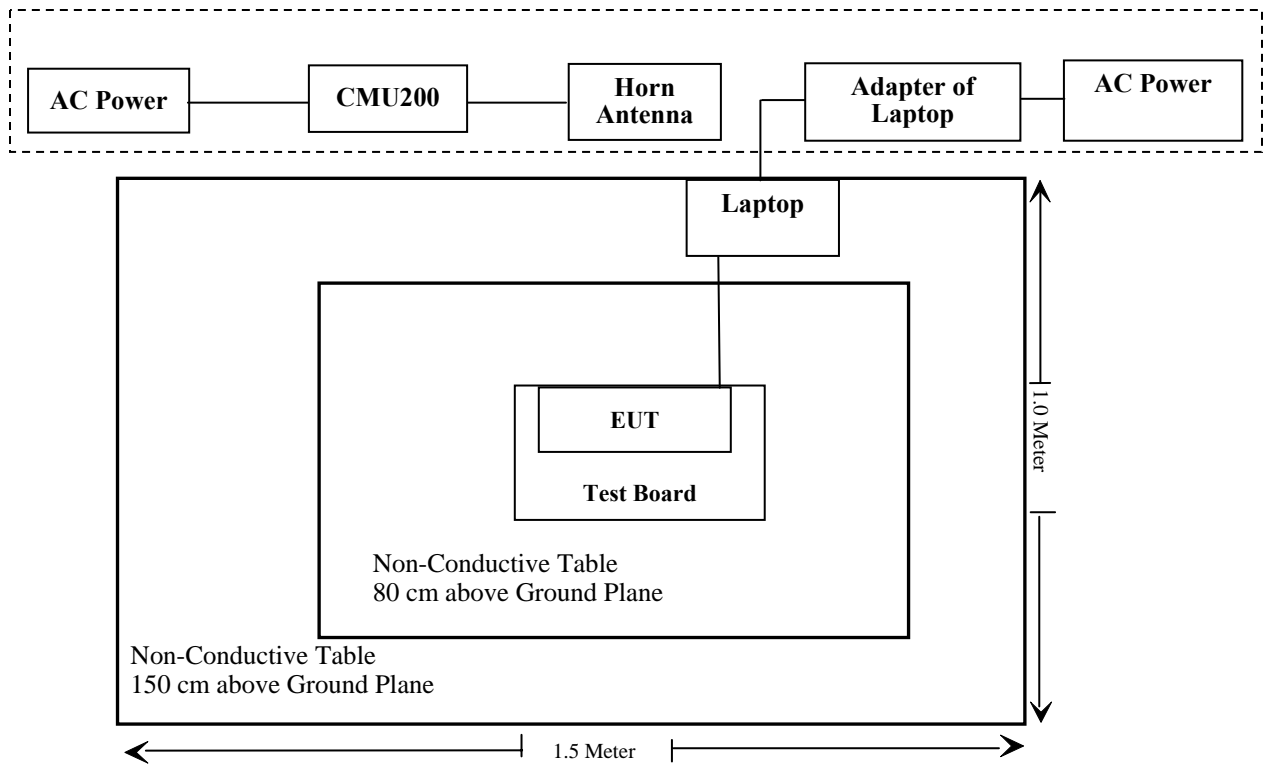 AC Power
CMU200
Horn
Antenna
Adapter of
Laptop
AC Power
Laptop
EUT
Test Board
Non-Conductive Table
80 cm above Ground Plane
Non-Conductive Table
150 cm above Ground Plane
1.0 Meter
1.5 Meter